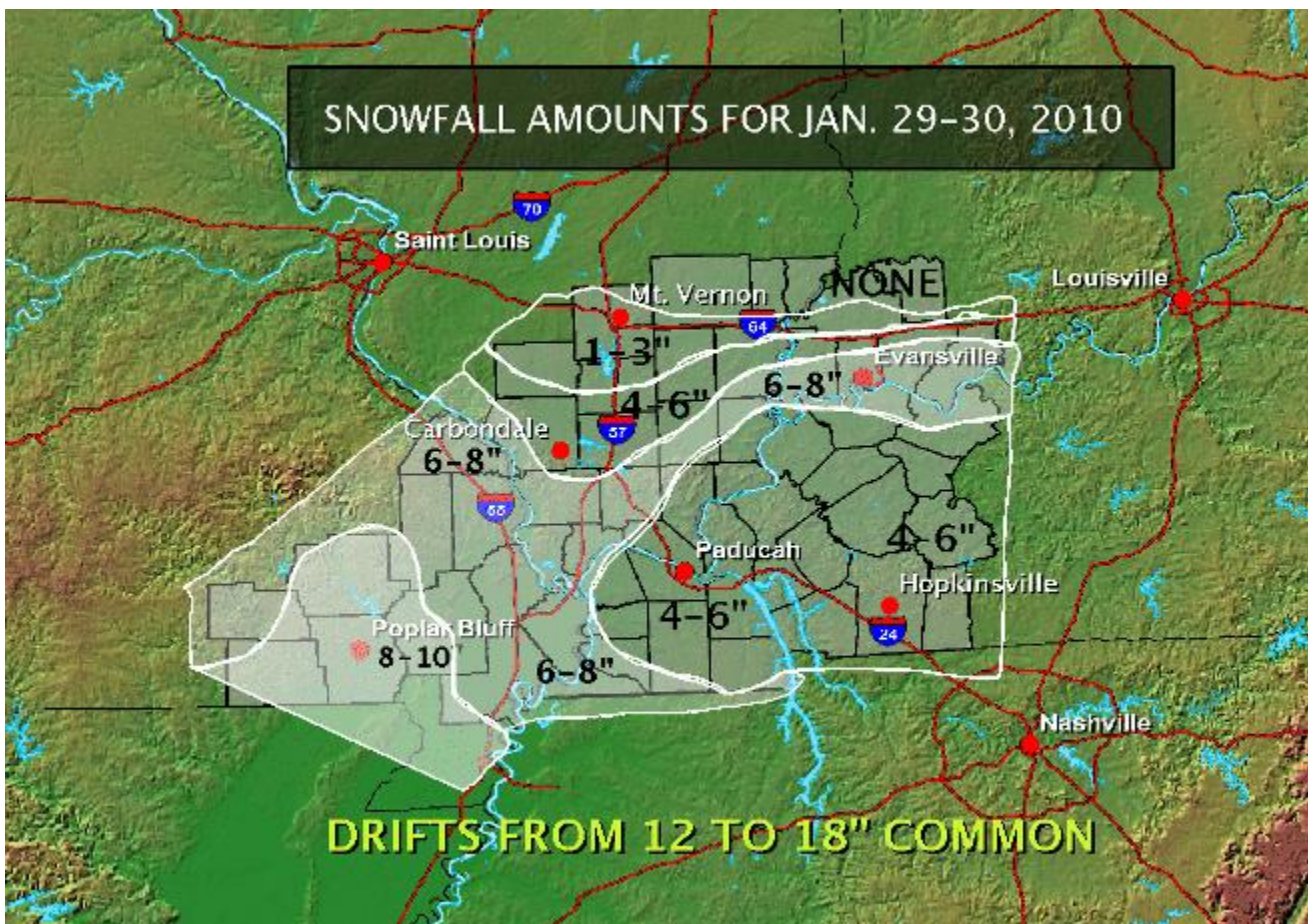 SNOWFALL AMOUNTS FOR JAN. 29-30, 2010
70
Saint Louis
NONE
Louisville
Mt. Vernon
64
1-3"
Evansville
6-8"
4-6"
Carbondale
57
6-8"
55
4-6"
Paducah
Hopkinsville
4-6"
24
Poplar Bluff
8-10"
6-8"
Nashville
DRIFTS FROM 12 TO 18" COMMON